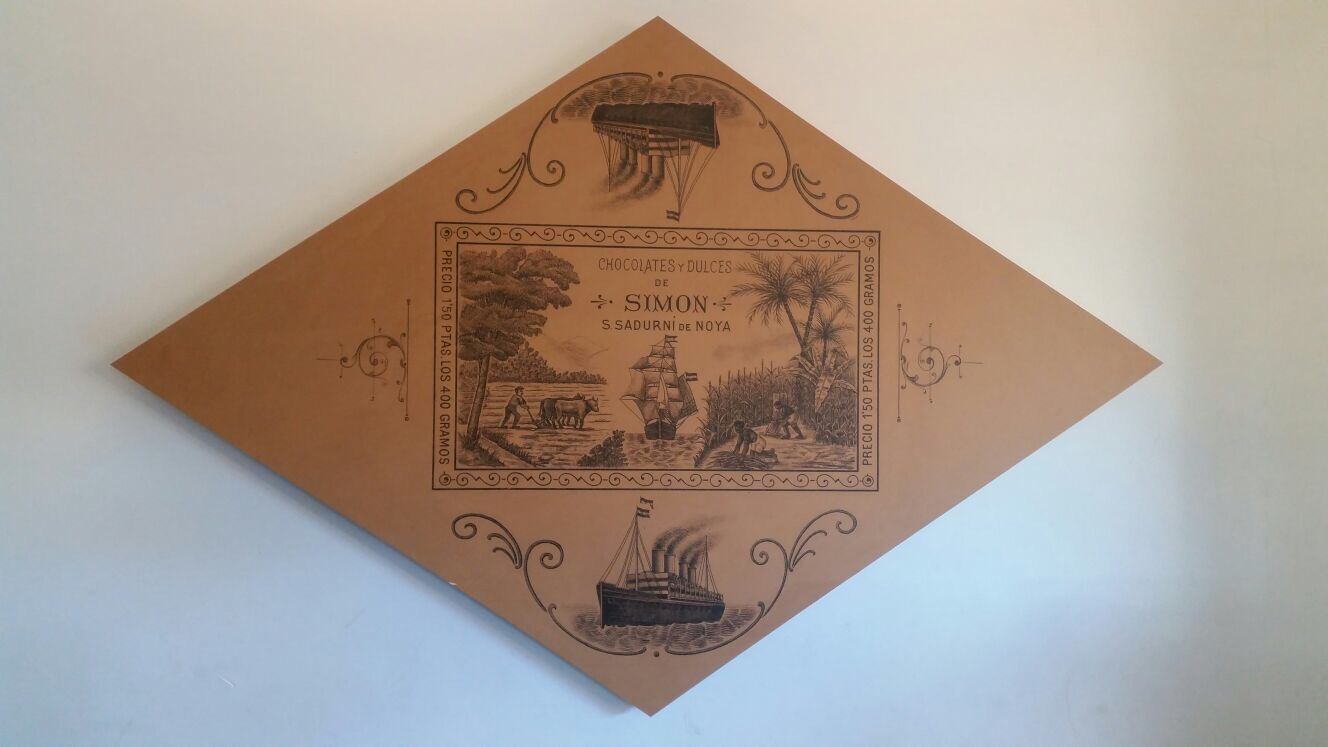 CHOCOLATES Y DULCES
DE
SIMON
S. SADURNÍ DE NOYA
PRECIO 1'50 PTAS. LOS 400 GRAMOS
PRECIO 1'50 PTAS. LOS 400 GRAMOS